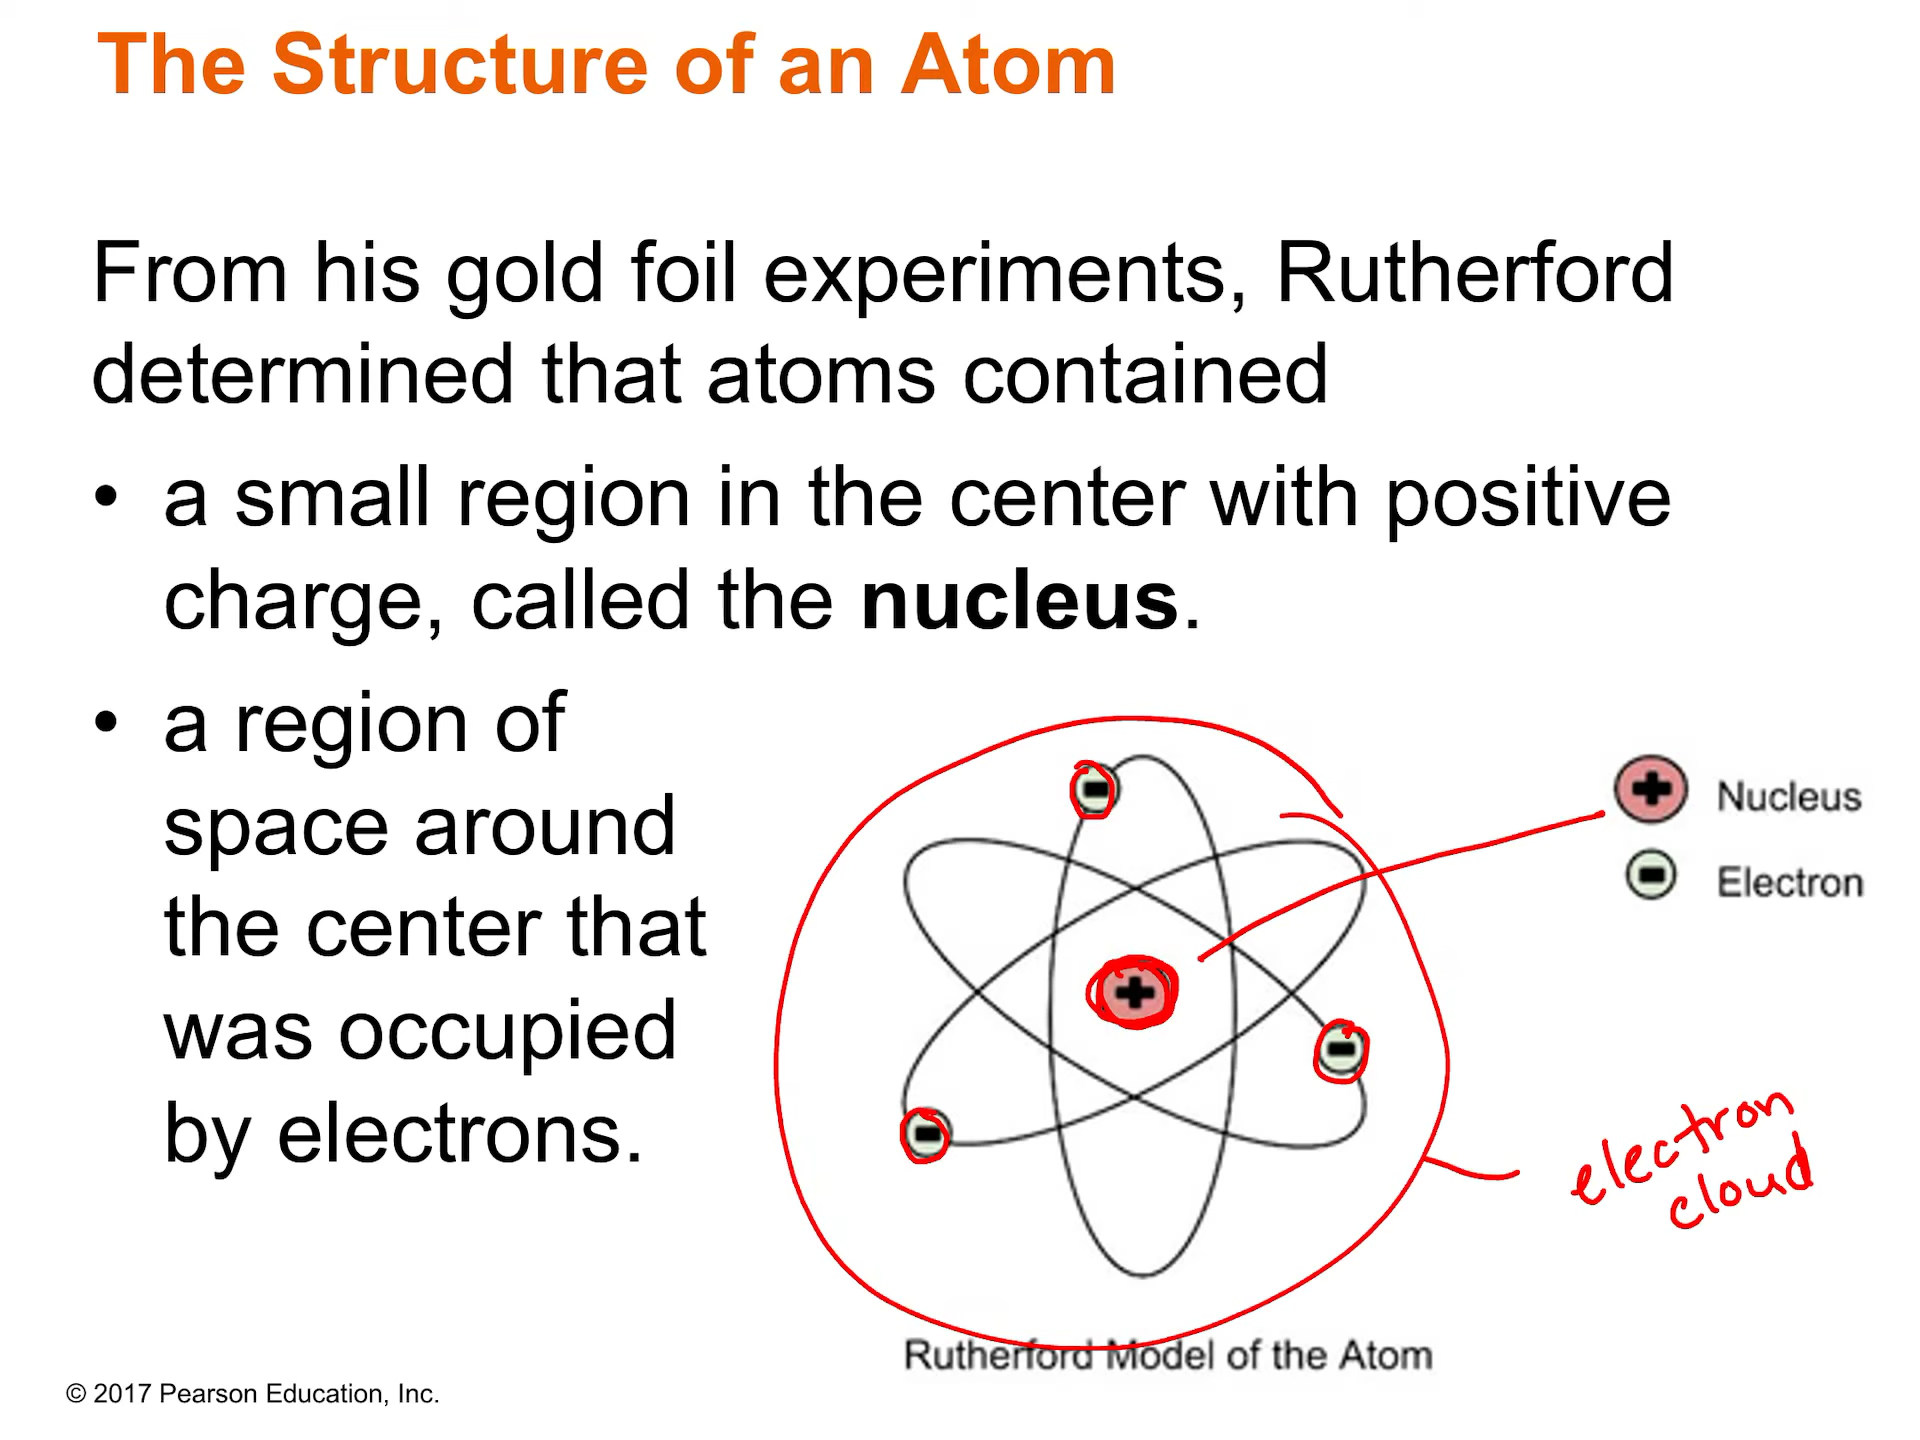 The Structure of an Atom
From his gold foil experiments, Rutherford
determined that atoms contained
• a small region in the center with positive
charge, called the nucleus.
• a region of
space around
the center that
was occupied
by electrons.
Nucleus
Electron
electron
cloud
Rutherford Model of the Atom
© 2017 Pearson Education, Inc.